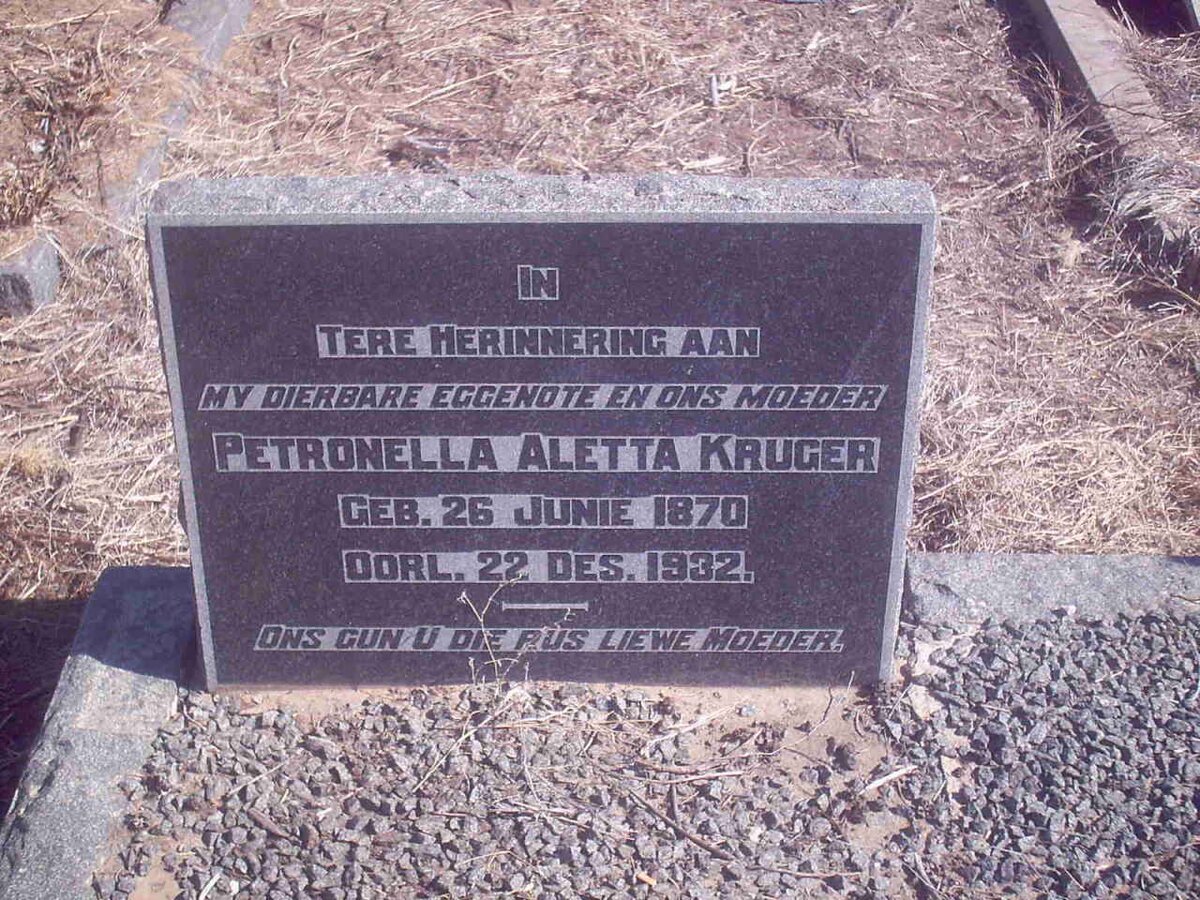 IN
TERE HERINNERING AAN
MY DIERBARE EGGENOTE EN ONS MOEDER
PETRONELLA ALETTA KRUGER
GEB. 26 JUNIE 1870
OORL. 22 DES. 1932.
ONS GUN U DIE RUS LIEWE MOEDER.